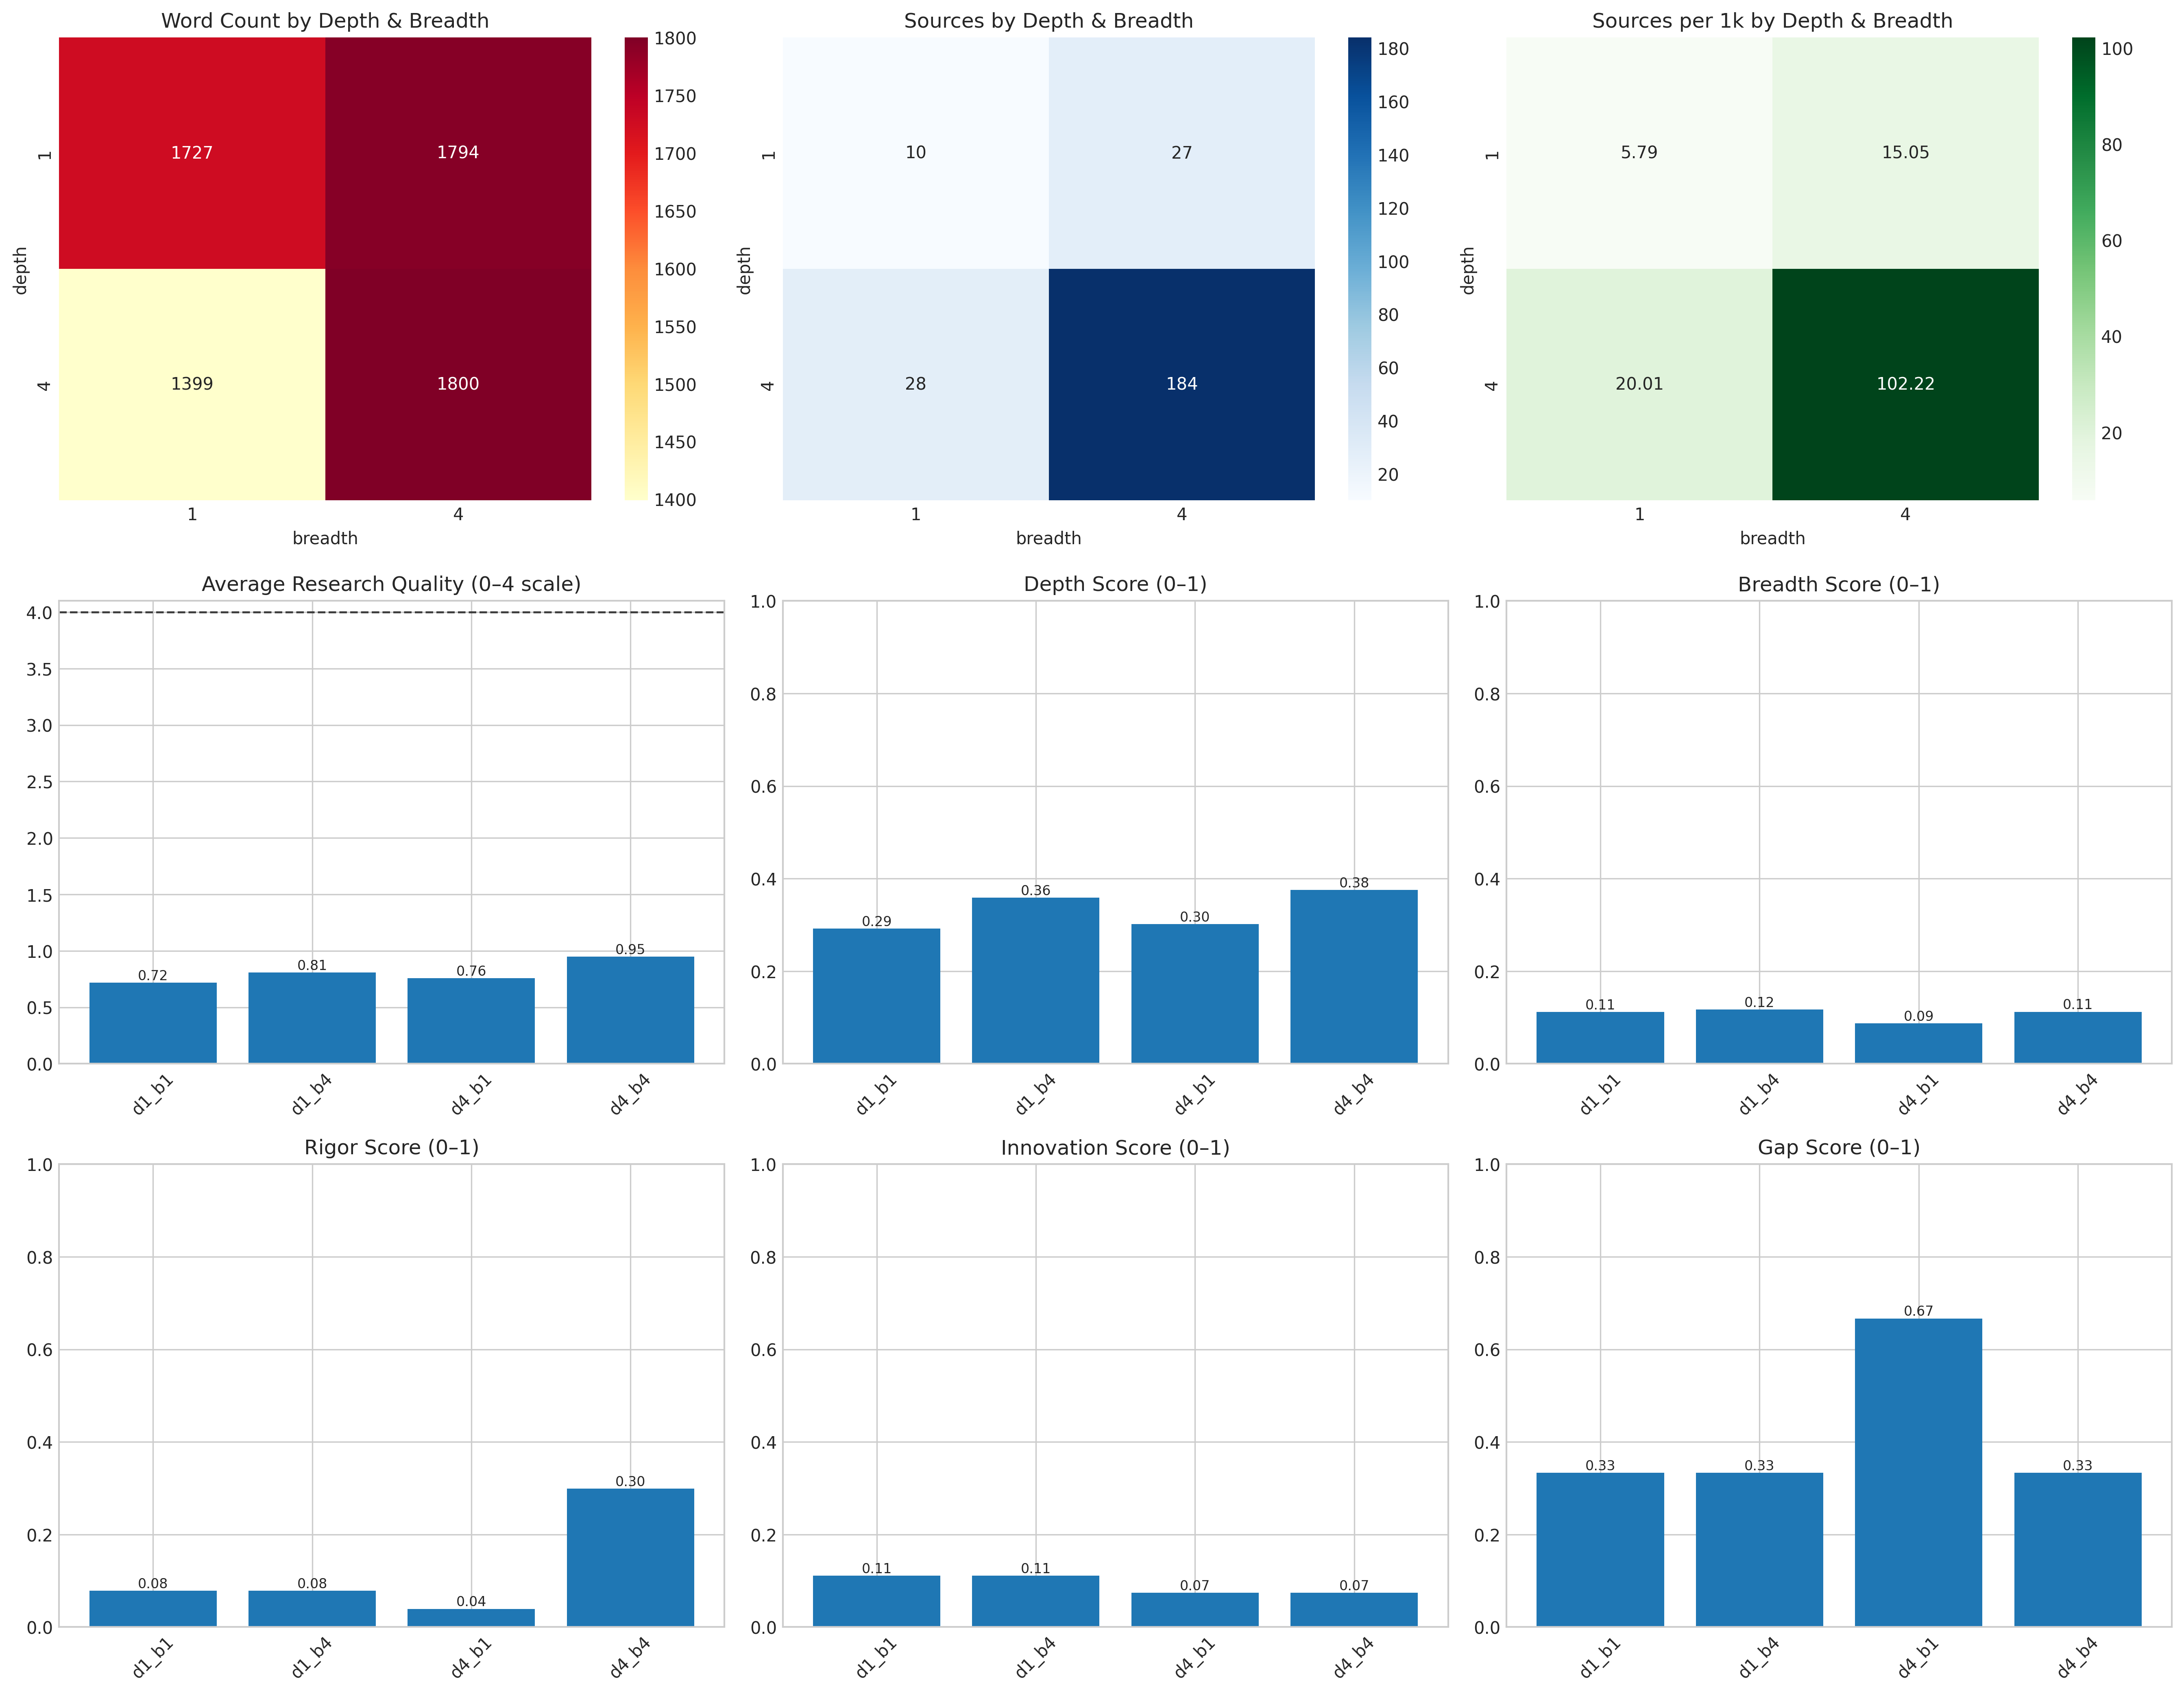 Word Count by Depth & Breadth
1727 1794
1399 1800
1
4
depth
1 4
breadth
1800
1750
1700
1650
1600
1550
1500
1450
1400
Sources by Depth & Breadth
10 27
28 184
1
4
depth
1 4
breadth
180
160
140
120
100
80
60
40
20
Sources per 1k by Depth & Breadth
5.79 15.05
20.01 102.22
1
4
depth
1 4
breadth
100
80
60
40
20
Average Research Quality (0–4 scale)
4.0
3.5
3.0
2.5
2.0
1.5
1.0
0.5
0.0
0.72 0.81 0.76 0.95
d1_b1 d1_b4 d4_b1 d4_b4
Depth Score (0–1)
1.0
0.8
0.6
0.4
0.2
0.0
0.29 0.36 0.30 0.38
d1_b1 d1_b4 d4_b1 d4_b4
Breadth Score (0–1)
1.0
0.8
0.6
0.4
0.2
0.0
0.11 0.12 0.09 0.11
d1_b1 d1_b4 d4_b1 d4_b4
Rigor Score (0–1)
1.0
0.8
0.6
0.4
0.2
0.0
0.08 0.08 0.04 0.30
d1_b1 d1_b4 d4_b1 d4_b4
Innovation Score (0–1)
1.0
0.8
0.6
0.4
0.2
0.0
0.11 0.11 0.07 0.07
d1_b1 d1_b4 d4_b1 d4_b4
Gap Score (0–1)
1.0
0.8
0.6
0.4
0.2
0.0
0.33 0.33 0.67 0.33
d1_b1 d1_b4 d4_b1 d4_b4